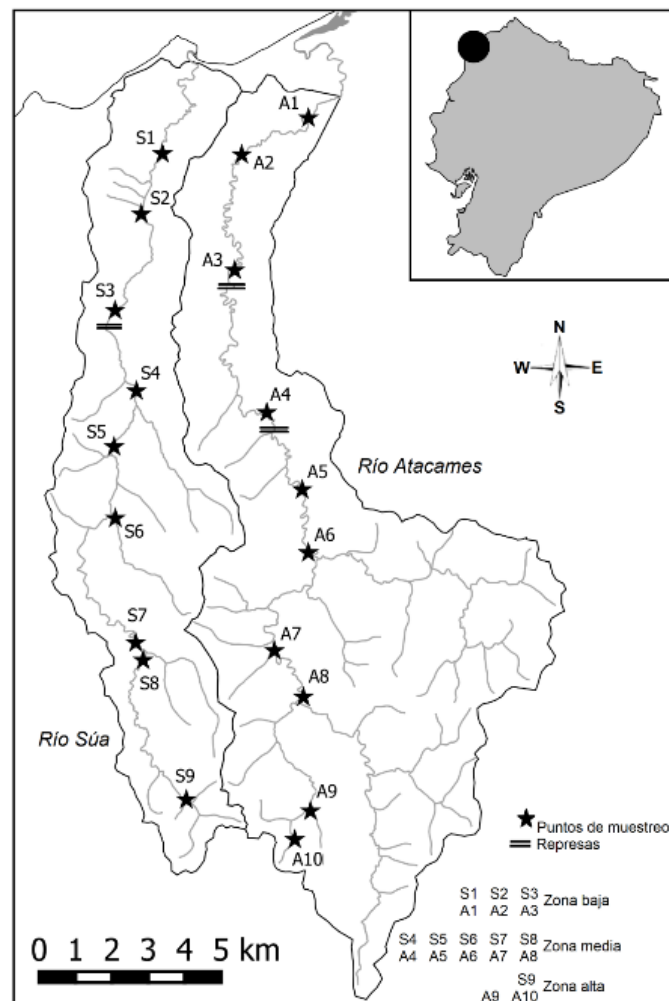 A1
S1
A2
S2
A3
S3
N
W E
S
S4
A4
S5
Río Atacames
A5
S6
A6
S7
A7
S8
A8
Río Súa
S9
A9
A10
Puntos de muestreo
Represas
S1 S2 S3
A1 A2 A3
Zona baja
S4 S5 S6 S7 S8
A4 A5 A6 A7 A8
Zona media
S9
A9 A10
Zona alta
0 1 2 3 4 5 km